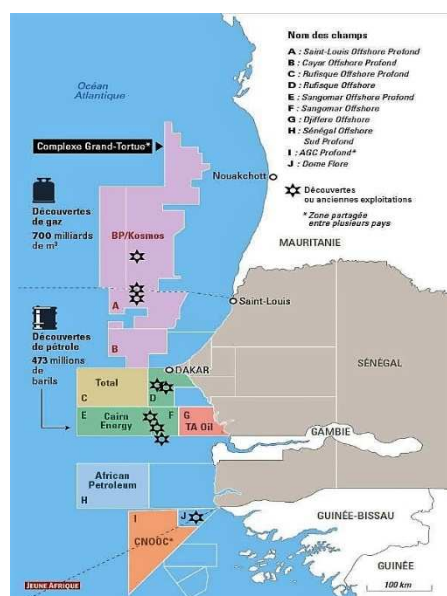 Nom des champs
A : Saint-Louis Offshore Profond
B : Cayar Offshore Profond
C : Rufisque Offshore Profond
D : Rufisque Offshore
E : Sangomar Offshore Profond
F : Sangomar Offshore
G : Djiffere Offshore
H : Sénégal Offshore
Sud Profond
I : AGC Profond*
J : Dome Flore
Découvertes
ou anciennes exploitations
* Zone partagée
entre plusieurs pays
Océan
Atlantique
Complexe Grand-Tortue*
Nouakchott
MAURITANIE
Découvertes
de gaz
700 milliards
de m³
BP/Kosmos
A
Saint-Louis
Découvertes
de pétrole
473 millions
de
barils
B
DAKAR
SÉNÉGAL
Total
C
D
E
Cairn
Energy
F
G
TA Oil
GAMBIE
African
Petroleum
H
I
J
CNOOC*
GUINÉE-BISSAU
GUINÉE
JEUNE AFRIQUE
100 km